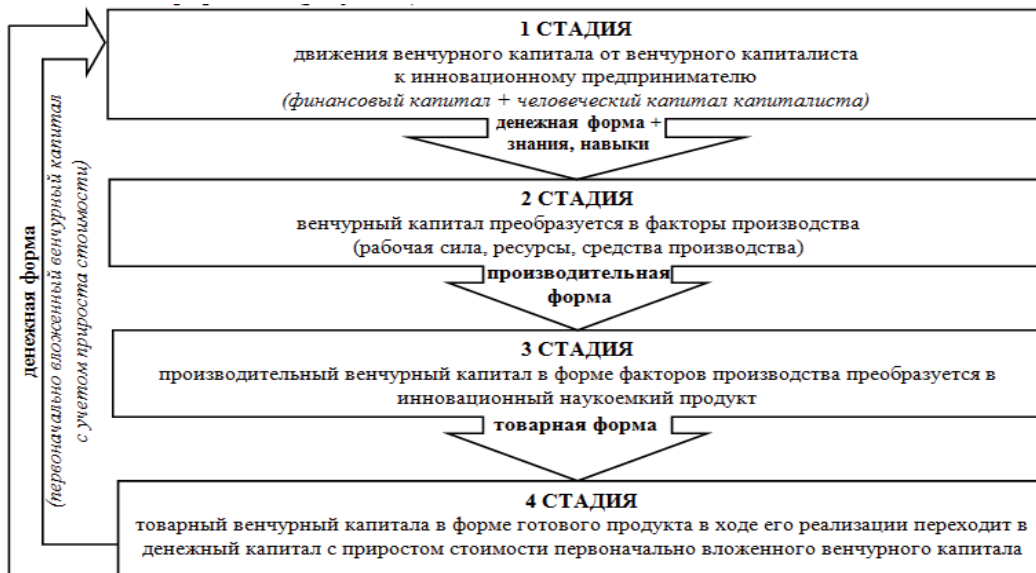 1 СТАДИЯ
движения венчурного капитала от венчурного капиталиста
к инновационному предпринимателю
(финансовый капитал + человеческий капитал капиталиста)
денежная форма +
знания, навыки
2 СТАДИЯ
венчурный капитал преобразуется в факторы производства
(рабочая сила, ресурсы, средства производства)
производительная
форма
3 СТАДИЯ
производительный венчурный капитал в форме факторов производства преобразуется в
инновационный наукоемкий продукт
товарная форма
4 СТАДИЯ
товарный венчурный капитала в форме готового продукта в ходе его реализации переходит в
денежный капитал с приростом стоимости первоначально вложенного венчурного капитала
денежная форма
(первоначально вложенный венчурный капитал
с учетом прироста стоимости)